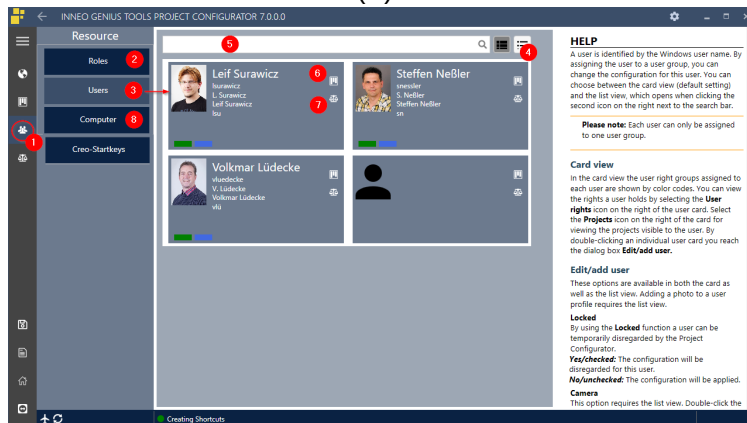 INNEO GENIUS TOOLS PROJECT CONFIGURATOR 7.0.0.0
Resource
Roles
2
Users
3
Computer
8
Creo-Startkeys
1
5
4
Leif Surawicz
lsurawicz
L. Surawicz
Leif Surawicz
lsu
6
7
Steffen Neßler
snessler
S. Neßler
Steffen Neßler
sn
Volkmar Lüdecke
vluedecke
V. Lüdecke
Volkmar Lüdecke
vlü
Creating Shortcuts
HELP
A user is identified by the Windows user name. By
assigning the user to a user group, you can
change the configuration for this user. You can
choose between the card view (default setting)
and the list view, which opens when clicking the
second icon on the right next to the search bar.
Please note: Each user can only be assigned
to one user group.
Card view
In the card view the user right groups assigned to
each user are shown by color codes. You can view
the rights a user holds by selecting the User
rights icon on the right of the user card. Select
the Projects icon on the right of the card for
viewing the projects visible to the user. By
double-clicking an individual user card you reach
the dialog box Edit/add user.
Edit/add user
These options are available in both the card as
well as the list view. Adding a photo to a user
profile requires the list view.
Locked
By using the Locked function a user can be
temporarily disregarded by the Project
Configurator.
Yes/checked: The configuration will be
disregarded for this user.
No/unchecked: The configuration will be applied.
Camera
This option requires the list view. Double-click the